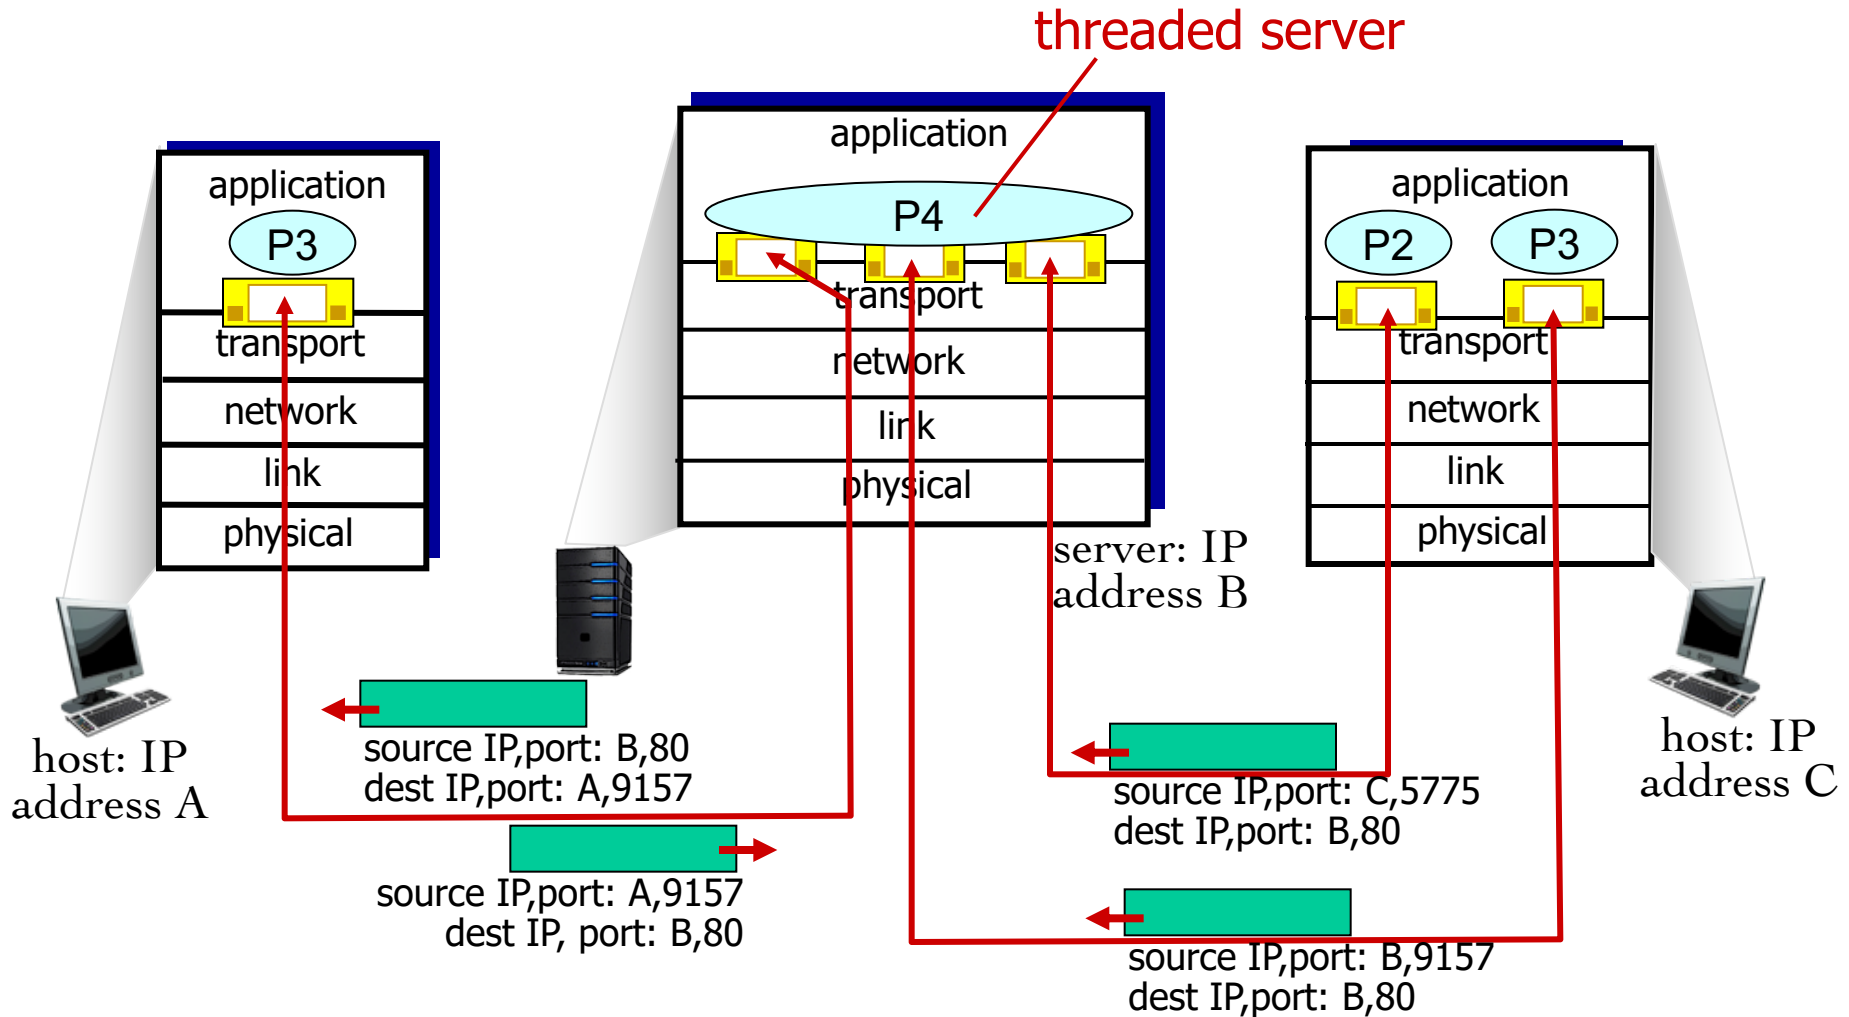 threaded server
application
P3
transport
network
link
physical
host: IP
address A
application
P4
transport
network
link
physical
server: IP
address B
application
P2
P3
transport
network
link
physical
host: IP
address C
source IP,port: B,80
dest IP,port: A,9157
source IP,port: A,9157
dest IP, port: B,80
source IP,port: C,5775
dest IP,port: B,80
source IP,port: B,9157
dest IP,port: B,80